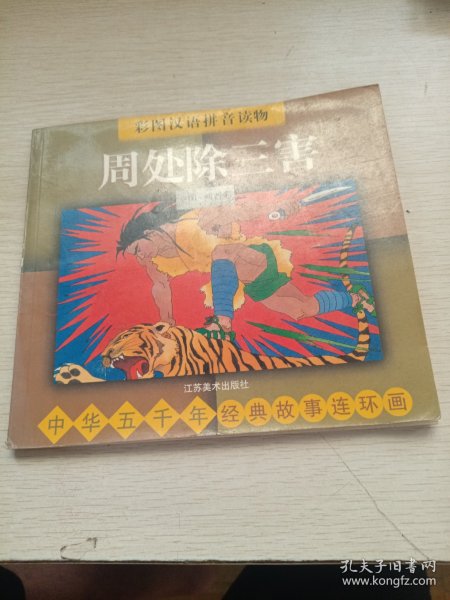 彩图汉语拼音读物
周处除三害
江苏美术出版社
中华五千年经典故事连环画
孔夫子旧书网
www.kongfz.com